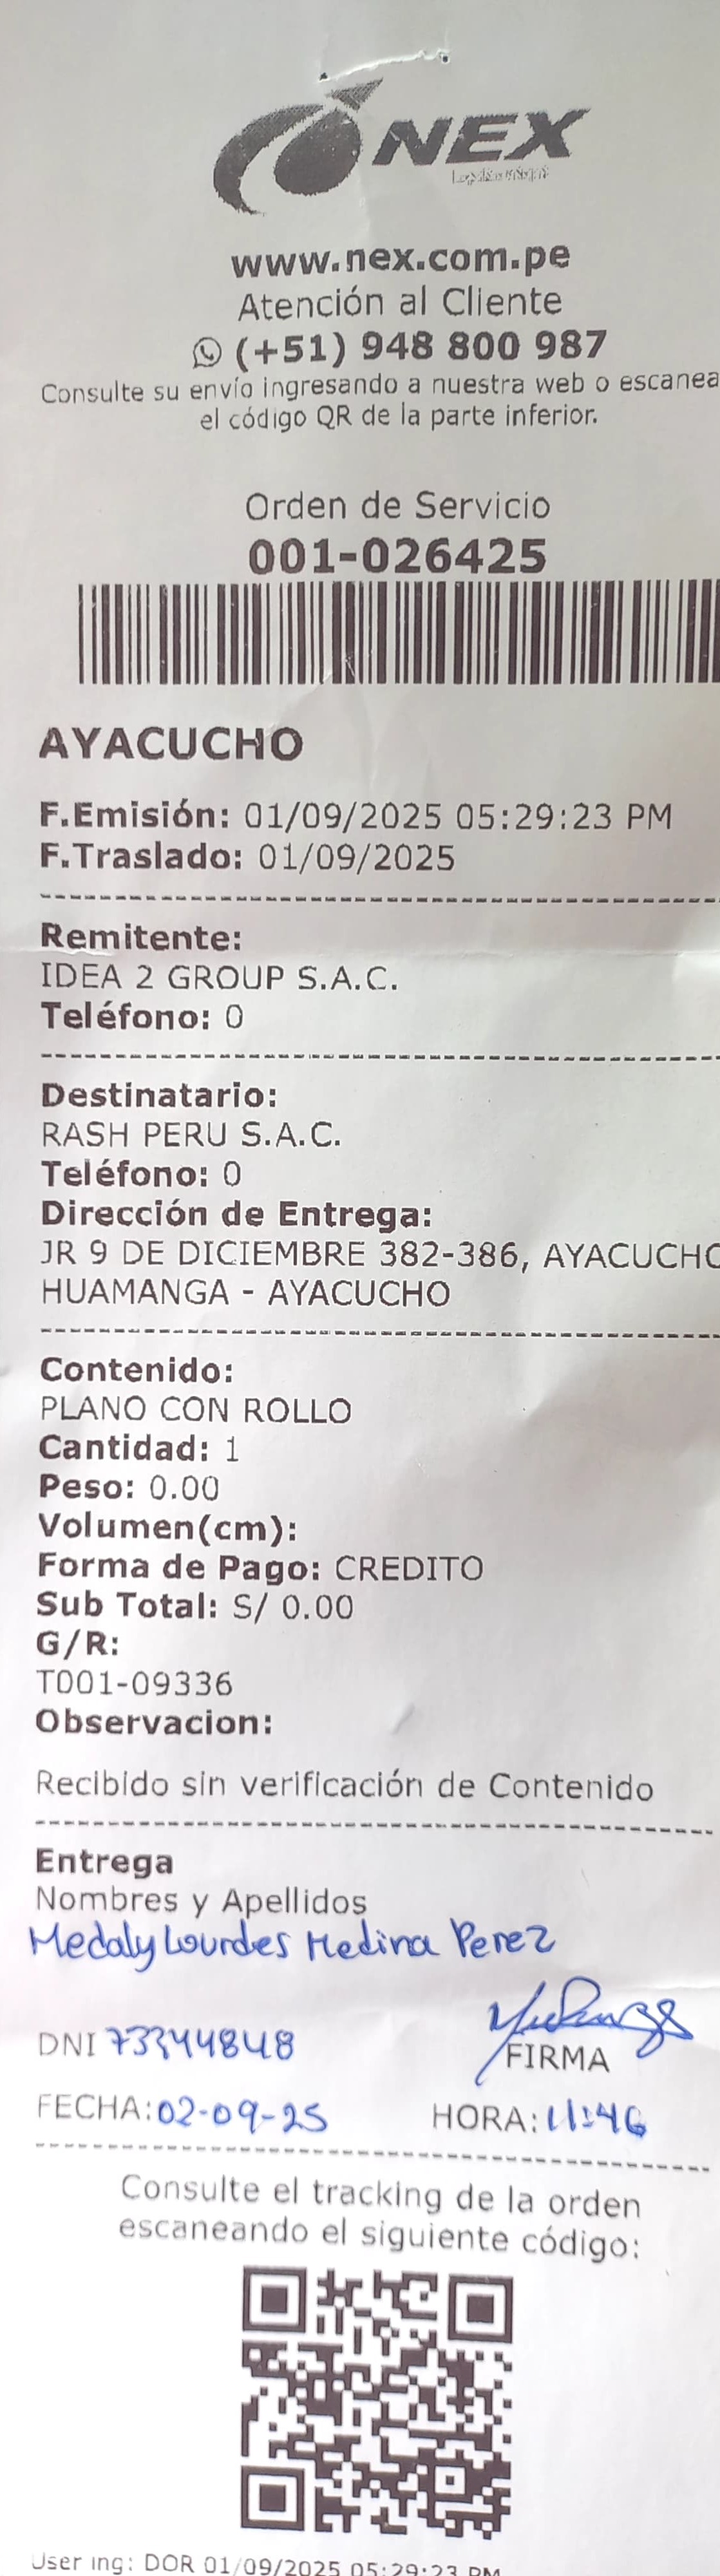 NEX
www.nex.com.pe
Atención al Cliente
(+51) 948 800 987
Consulte su envío ingresando a nuestra web o escanea
el código QR de la parte inferior.
Orden de Servicio
001-026425
AYACUCHO
F.Emisión: 01/09/2025 05:29:23 PM
F.Traslado: 01/09/2025
Remitente:
IDEA 2 GROUP S.A.C.
Teléfono: 0
Destinatario:
RASH PERU S.A.C.
Teléfono: 0
Dirección de Entrega:
JR 9 DE DICIEMBRE 382-386, AYACUCHO
HUAMANGA - AYACUCHO
Contenido:
PLANO CON ROLLO
Cantidad: 1
Peso: 0.00
Volumen(cm):
Forma de Pago: CREDITO
Sub Total: S/ 0.00
G/R:
T001-09336
Observacion:
Recibido sin verificación de Contenido
Entrega
Nombres y Apellidos
Medaly Lourdes Medina Perez
DNI 73344848
FIRMA
FECHA: 02-09-25 HORA: 11:46
Consulte el tracking de la orden
escaneando el siguiente código:
User ing: DOR 01/09/2025 05:29:23 PM